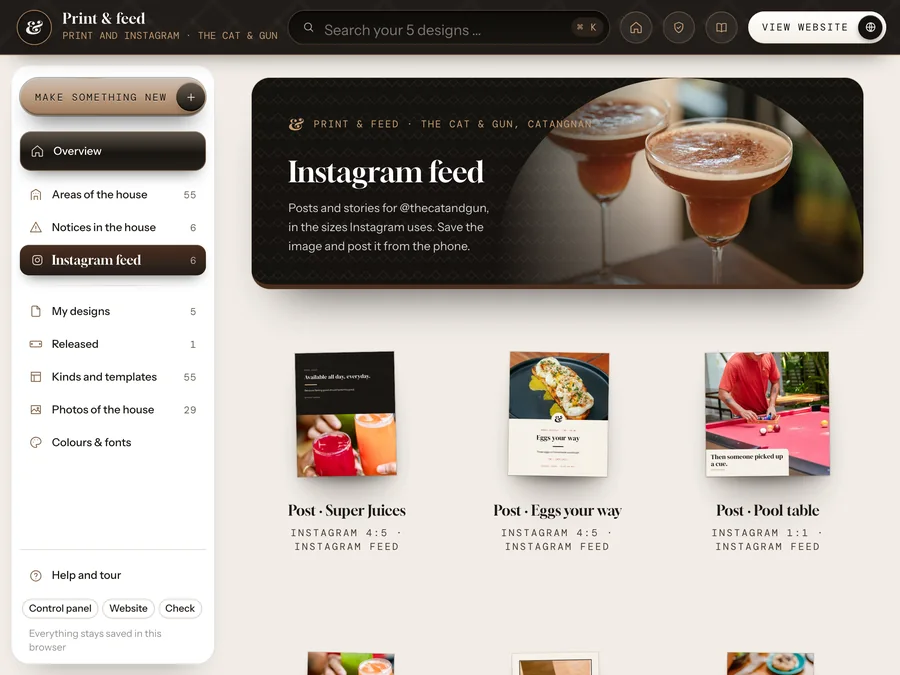 &
Print & feed
PRINT AND INSTAGRAM · THE CAT & GUN
Search your 5 designs ...
⌘ K
VIEW WEBSITE
MAKE SOMETHING NEW +
Overview
Areas of the house 55
Notices in the house 6
Instagram feed 6
My designs 5
Released 1
Kinds and templates 55
Photos of the house 29
Colours & fonts
Help and tour
Control panel Website Check
Everything stays saved in this
browser
& PRINT & FEED · THE CAT & GUN, CATANGNAN
Instagram feed
Posts and stories for @thecatandgun,
in the sizes Instagram uses. Save the
image and post it from the phone.
Available all day, everyday.
Post · Super Juices
INSTAGRAM 4:5 ·
INSTAGRAM FEED
&
Eggs your way
Post · Eggs your way
INSTAGRAM 4:5 ·
INSTAGRAM FEED
Then someone picked up
a cue.
Post · Pool table
INSTAGRAM 1:1 ·
INSTAGRAM FEED